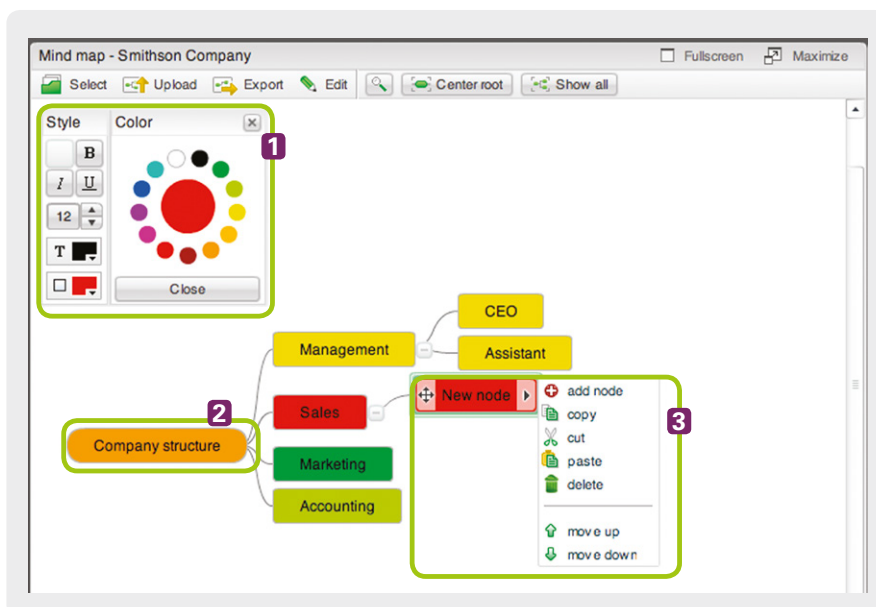 Mind map - Smithson Company
Fullscreen
Maximize
Select
Upload
Export
Edit
Center root
Show all
Style
Color
1
B
I
U
12
T
Close
CEO
Management
Assistant
New node
add node
copy
cut
paste
delete
move up
move down
3
2
Sales
Company structure
Marketing
Accounting